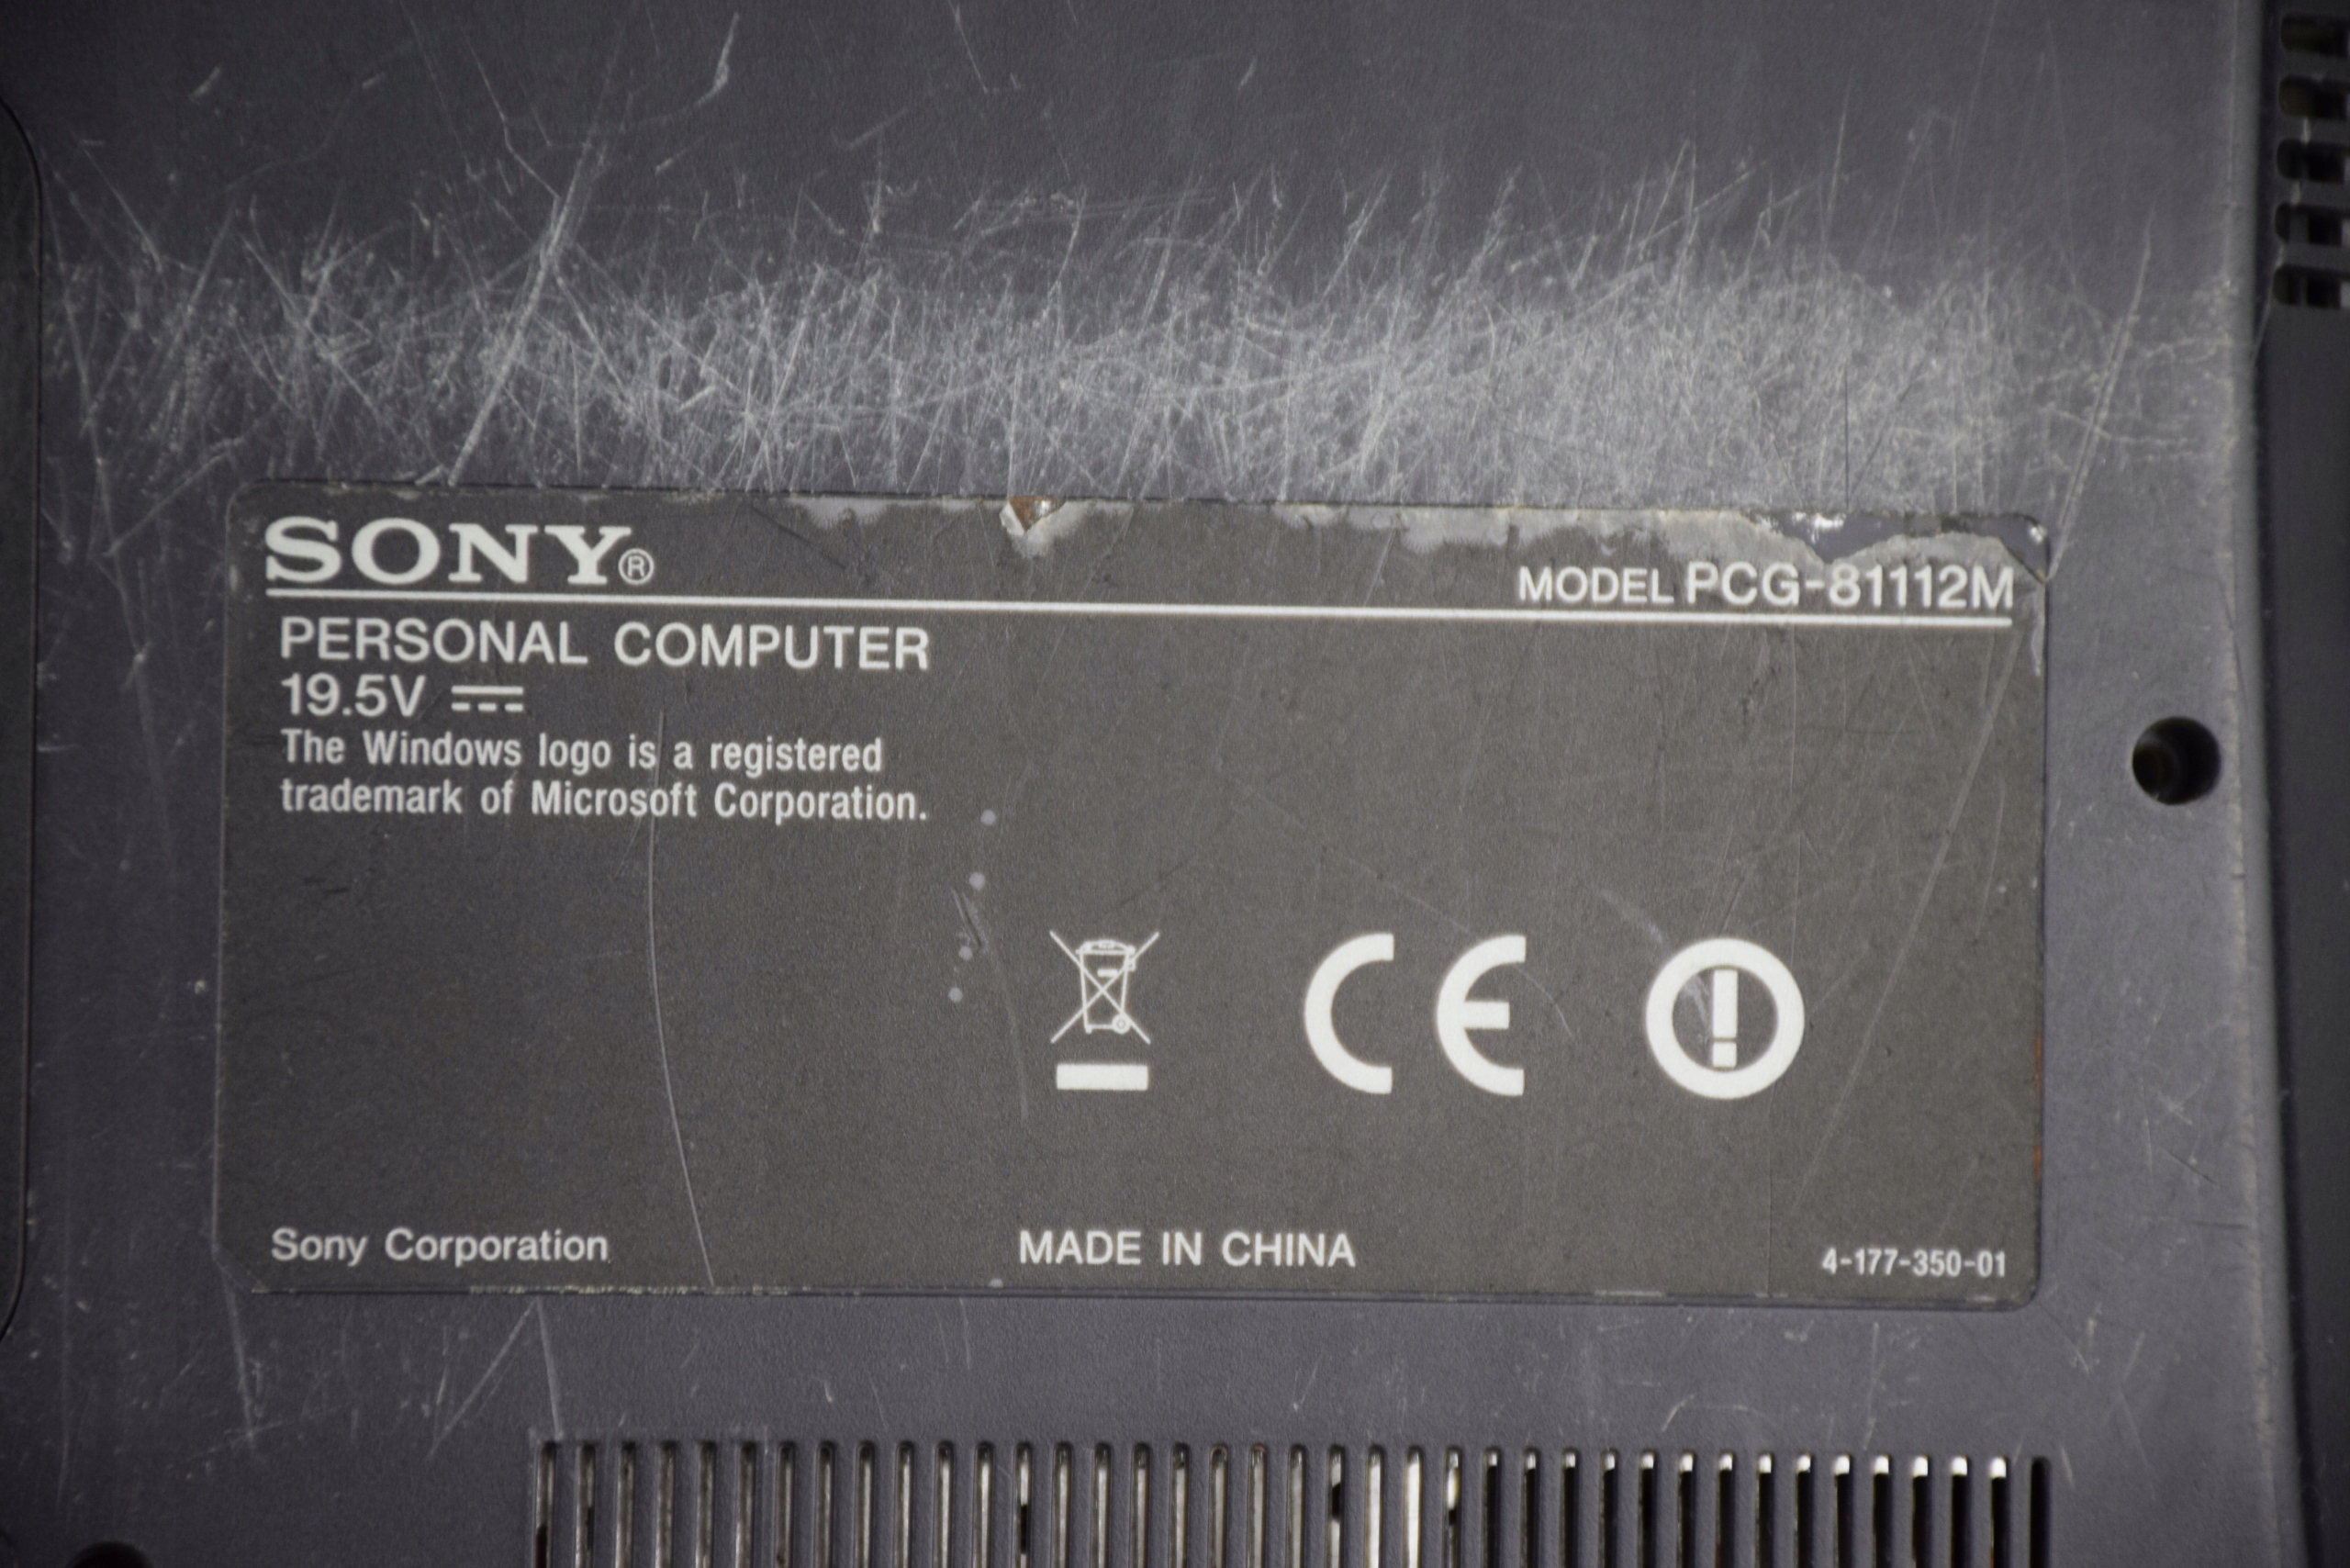 SONY®
MODEL PCG-81112M
PERSONAL COMPUTER
19.5V ⎓
The Windows logo is a registered
trademark of Microsoft Corporation.
CE
Sony Corporation
MADE IN CHINA
4-177-350-01